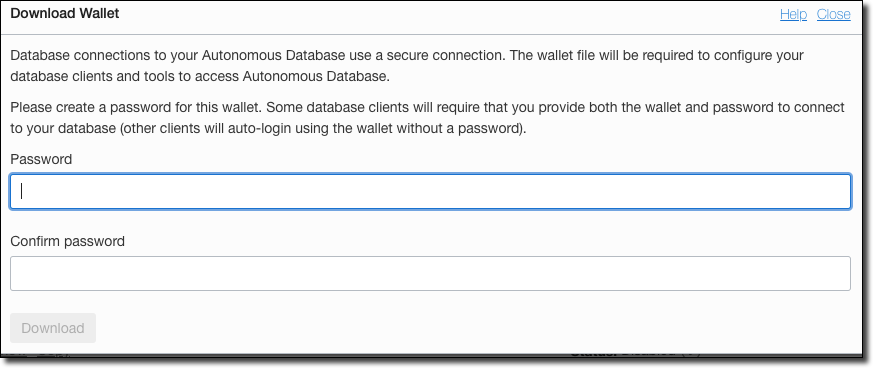 Download Wallet
Help Close
Database connections to your Autonomous Database use a secure connection. The wallet file will be required to configure your
database clients and tools to access Autonomous Database.
Please create a password for this wallet. Some database clients will require that you provide both the wallet and password to connect
to your database (other clients will auto-login using the wallet without a password).
Password
Confirm password
Download